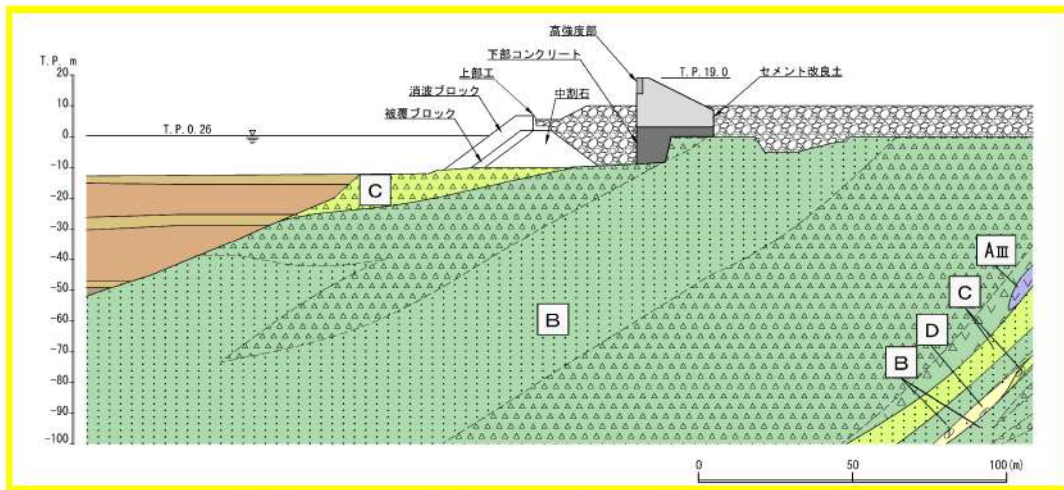 高強度部
下部コンクリート
T.P.19.0
セメント改良土
T.P. m
上部工
消波ブロック
中割石
被覆ブロック
T.P.0.26
20
10
0
-10
-20
-30
-40
-50
-60
-70
-80
-90
-100
C
B
AⅢ
C
D
B
0
50
100(m)